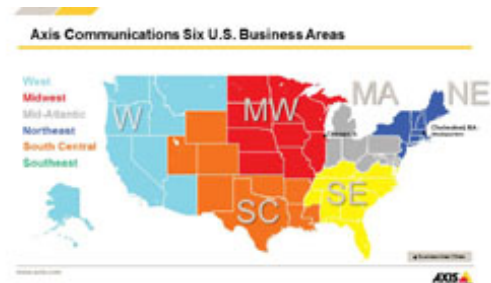 Axis Communications Six U.S. Business Areas
West
Midwest
Mid-Atlantic
Northeast
South Central
Southeast
W
MW
MA
NE
SC
SE
Chelmsford, MA
AXIS